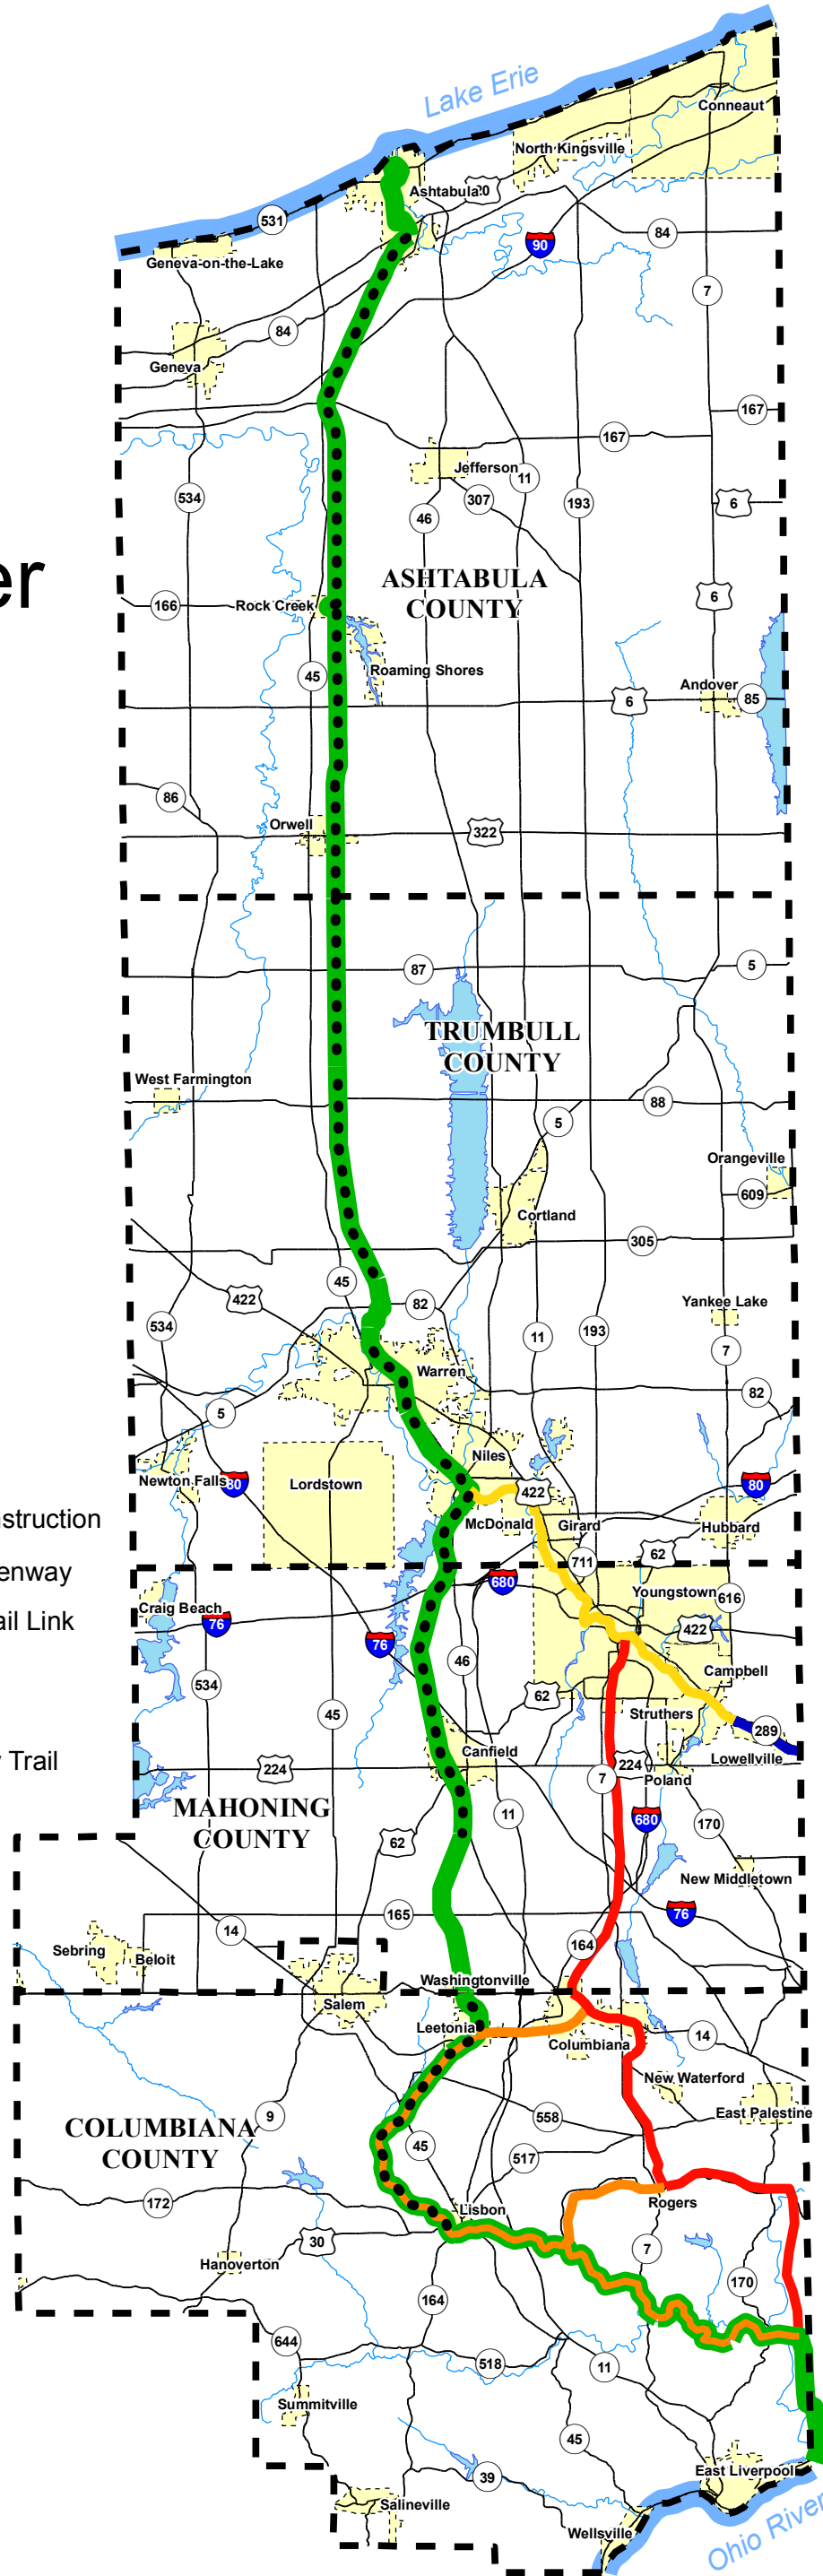 Lake Erie
Conneaut
North Kingsville
Ashtabula
20
531
84
90
Geneva-on-the-Lake
7
84
Geneva
167
167
Jefferson
11
534
307
6
193
46
er
ASHTABULA
COUNTY
6
166
Rock Creek
Roaming Shores
45
Andover
6
85
86
Orwell
322
87
5
TRUMBULL
COUNTY
West Farmington
88
5
Orangeville
609
Cortland
305
45
422
82
Yankee Lake
534
11
193
7
Warren
82
5
Niles
Newton Falls
80
Lordstown
422
80
nstruction
McDonald
Girard
Hubbard
62
711
enway
680
Youngstown
616
Craig Beach
ail Link
76
422
76
46
Campbell
534
62
45
Struthers
289
Lowellville
Canfield
y Trail
224
224
7
Poland
MAHONING
COUNTY
11
680
170
62
New Middletown
165
76
14
164
Sebring
Beloit
Washingtonville
Salem
Leetonia
14
Columbiana
New Waterford
9
558
East Palestine
COLUMBIANA
COUNTY
45
517
172
Lisbon
Rogers
30
7
Hanoverton
170
164
644
518
11
Summitville
45
East Liverpool
39
Salineville
Wellsville
Ohio River